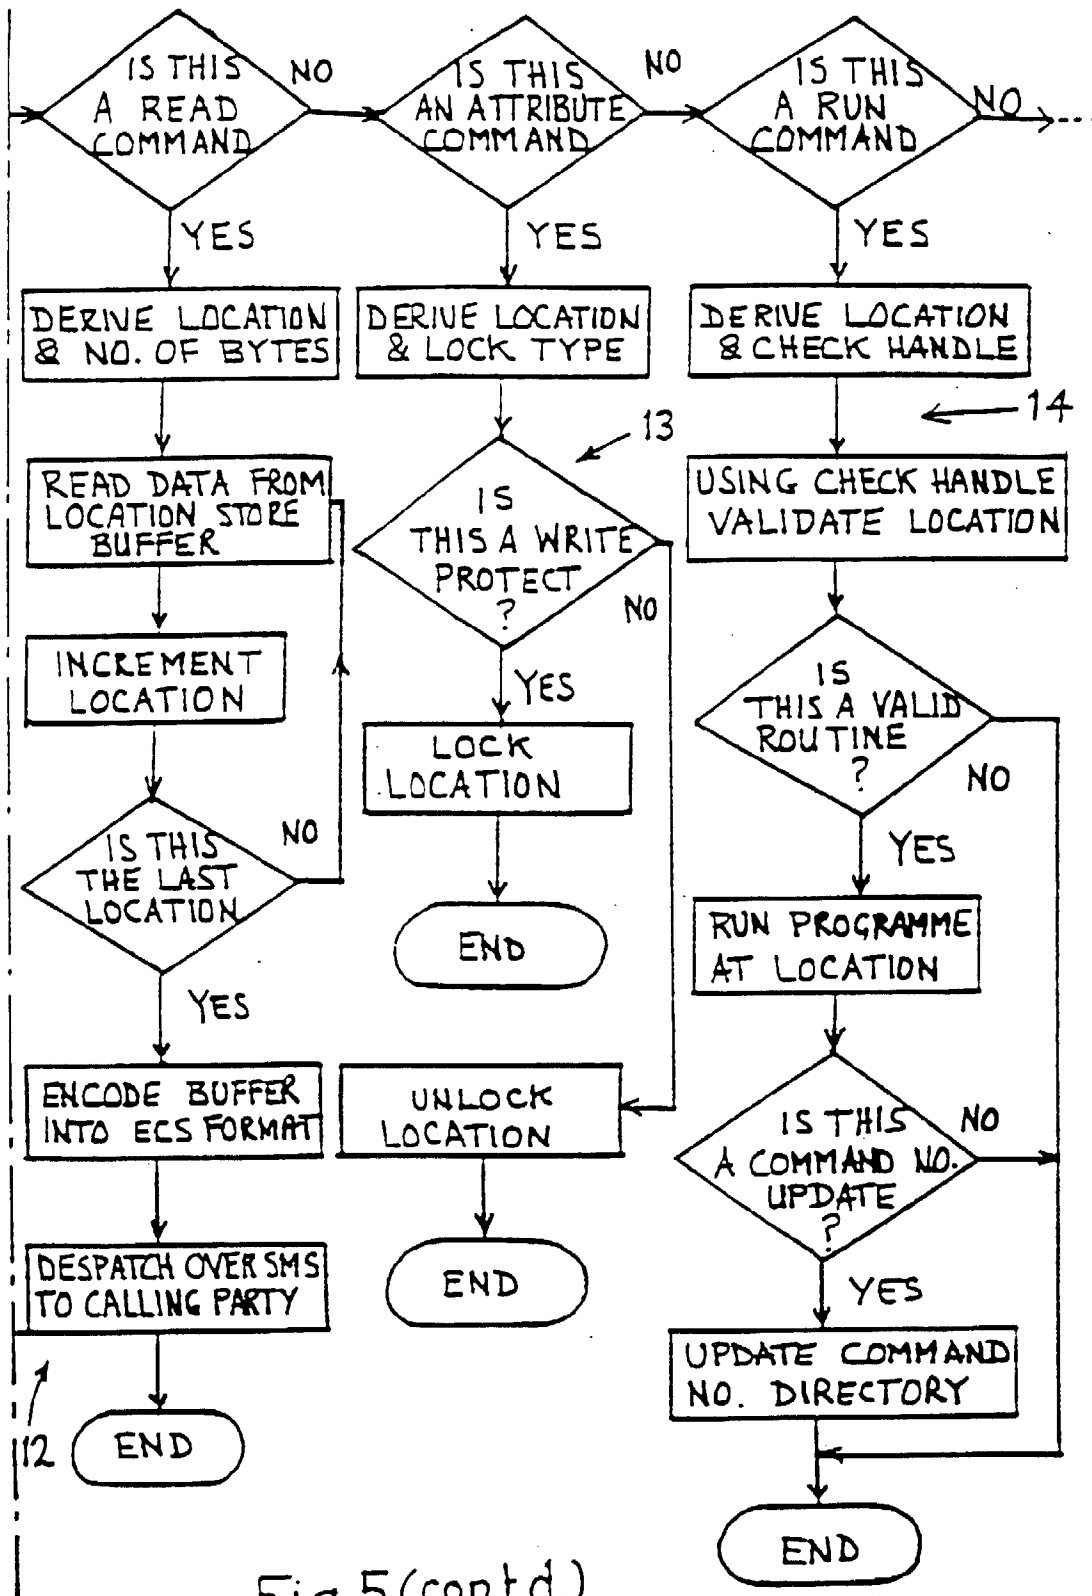 IS THIS
A READ
COMMAND
NO
IS THIS
AN ATTRIBUTE
COMMAND
NO
IS THIS
A RUN
COMMAND
NO
YES
YES
YES
DERIVE LOCATION
& NO. OF BYTES
DERIVE LOCATION
& LOCK TYPE
DERIVE LOCATION
& CHECK HANDLE
13
14
READ DATA FROM
LOCATION STORE
BUFFER
IS
THIS A WRITE
PROTECT
?
NO
USING CHECK HANDLE
VALIDATE LOCATION
INCREMENT
LOCATION
YES
IS
THIS A VALID
ROUTINE
?
NO
LOCK
LOCATION
IS THIS
THE LAST
LOCATION
NO
YES
END
RUN PROGRAMME
AT LOCATION
YES
ENCODE BUFFER
INTO ECS FORMAT
UNLOCK
LOCATION
IS THIS
A COMMAND NO.
UPDATE
?
NO
DESPATCH OVER SMS
TO CALLING PARTY
END
YES
UPDATE COMMAND
NO. DIRECTORY
12
END
END
Fig.5 (contd.)